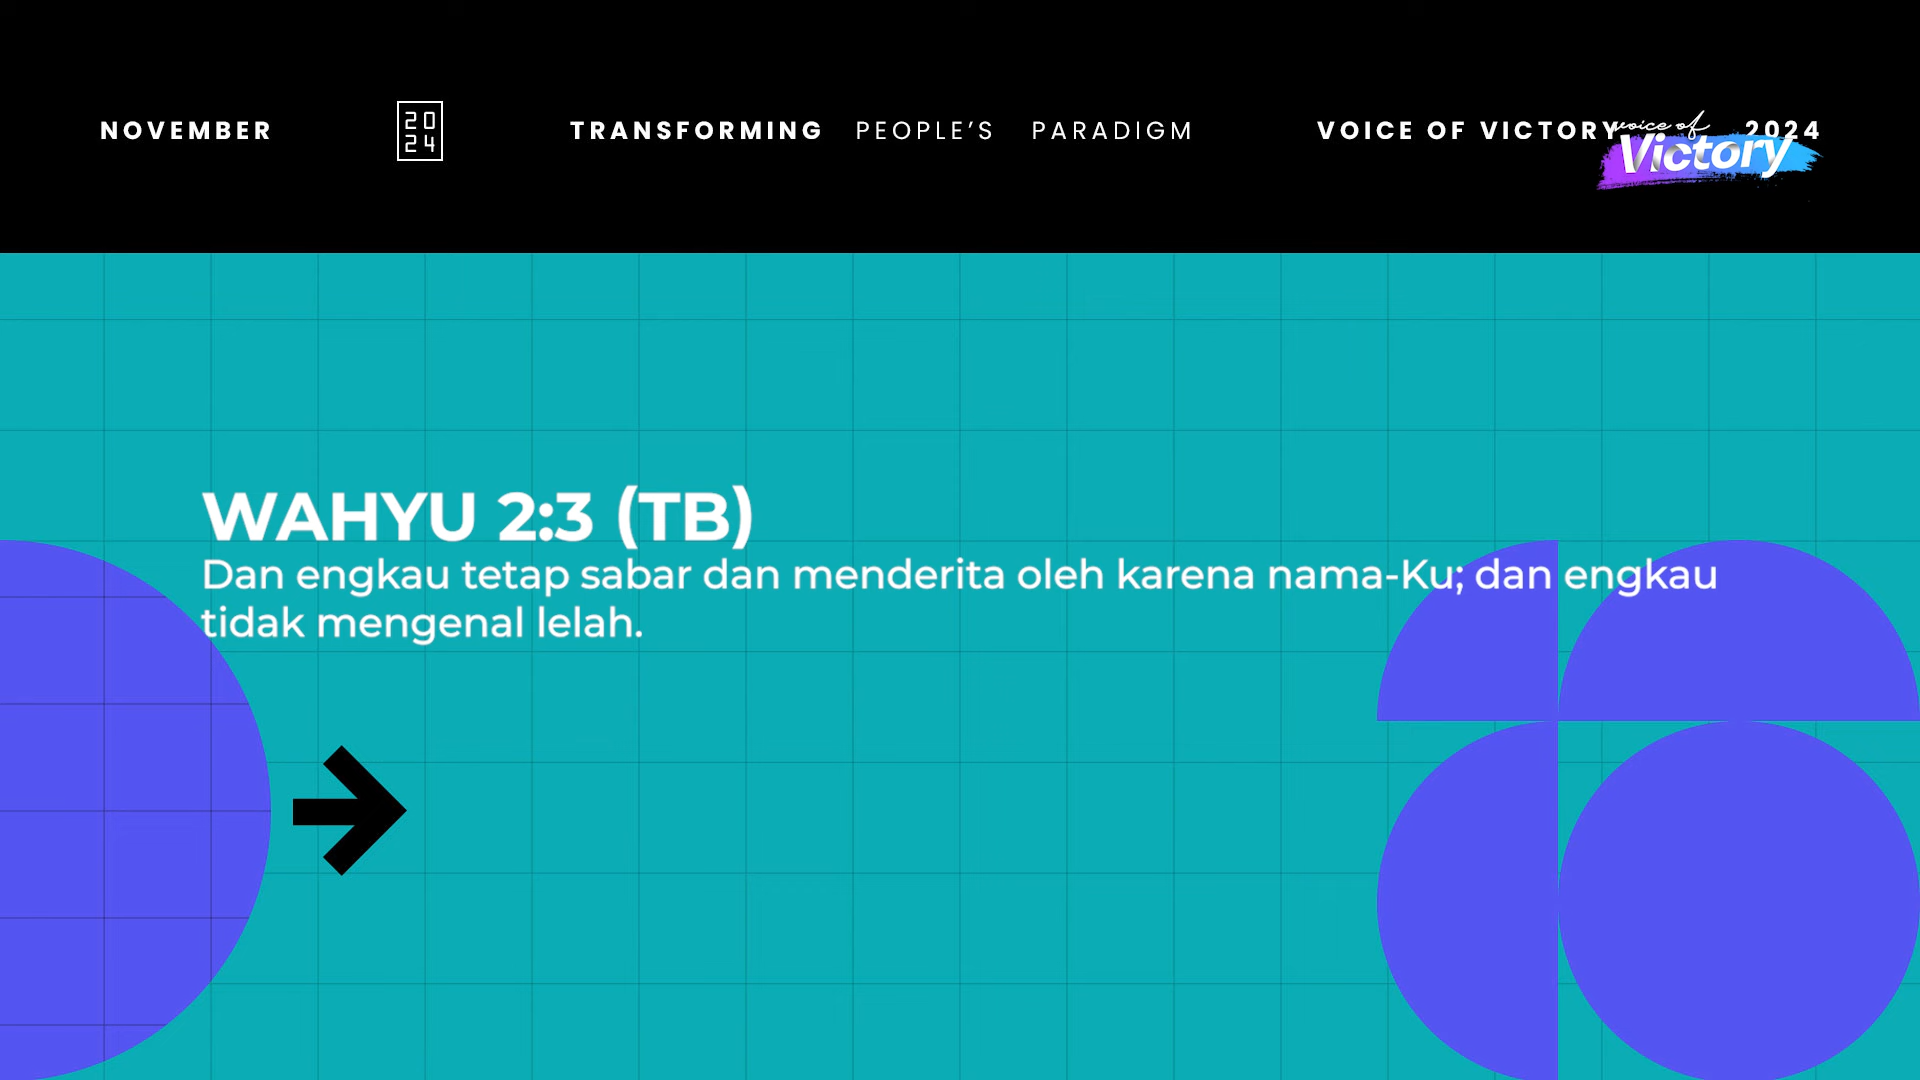 NOVEMBER
20
24
TRANSFORMING PEOPLE’S PARADIGM
VOICE OF VICTORY 2024
voice of
Victory
WAHYU 2:3 (TB)
Dan engkau tetap sabar dan menderita oleh karena nama-Ku; dan engkau
tidak mengenal lelah.